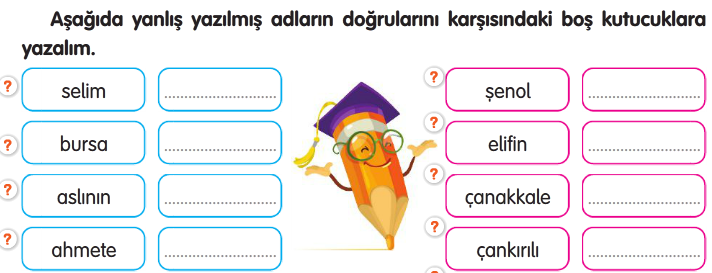 Aşağıda yanlış yazılmış adların doğrularını karşısındaki boş kutucuklara
yazalım.
? selim ........................ ? şenol ........................
? bursa ........................ ? elifin ........................
? aslının ........................ ? çanakkale ........................
? ahmete ........................ ? çankırılı ........................